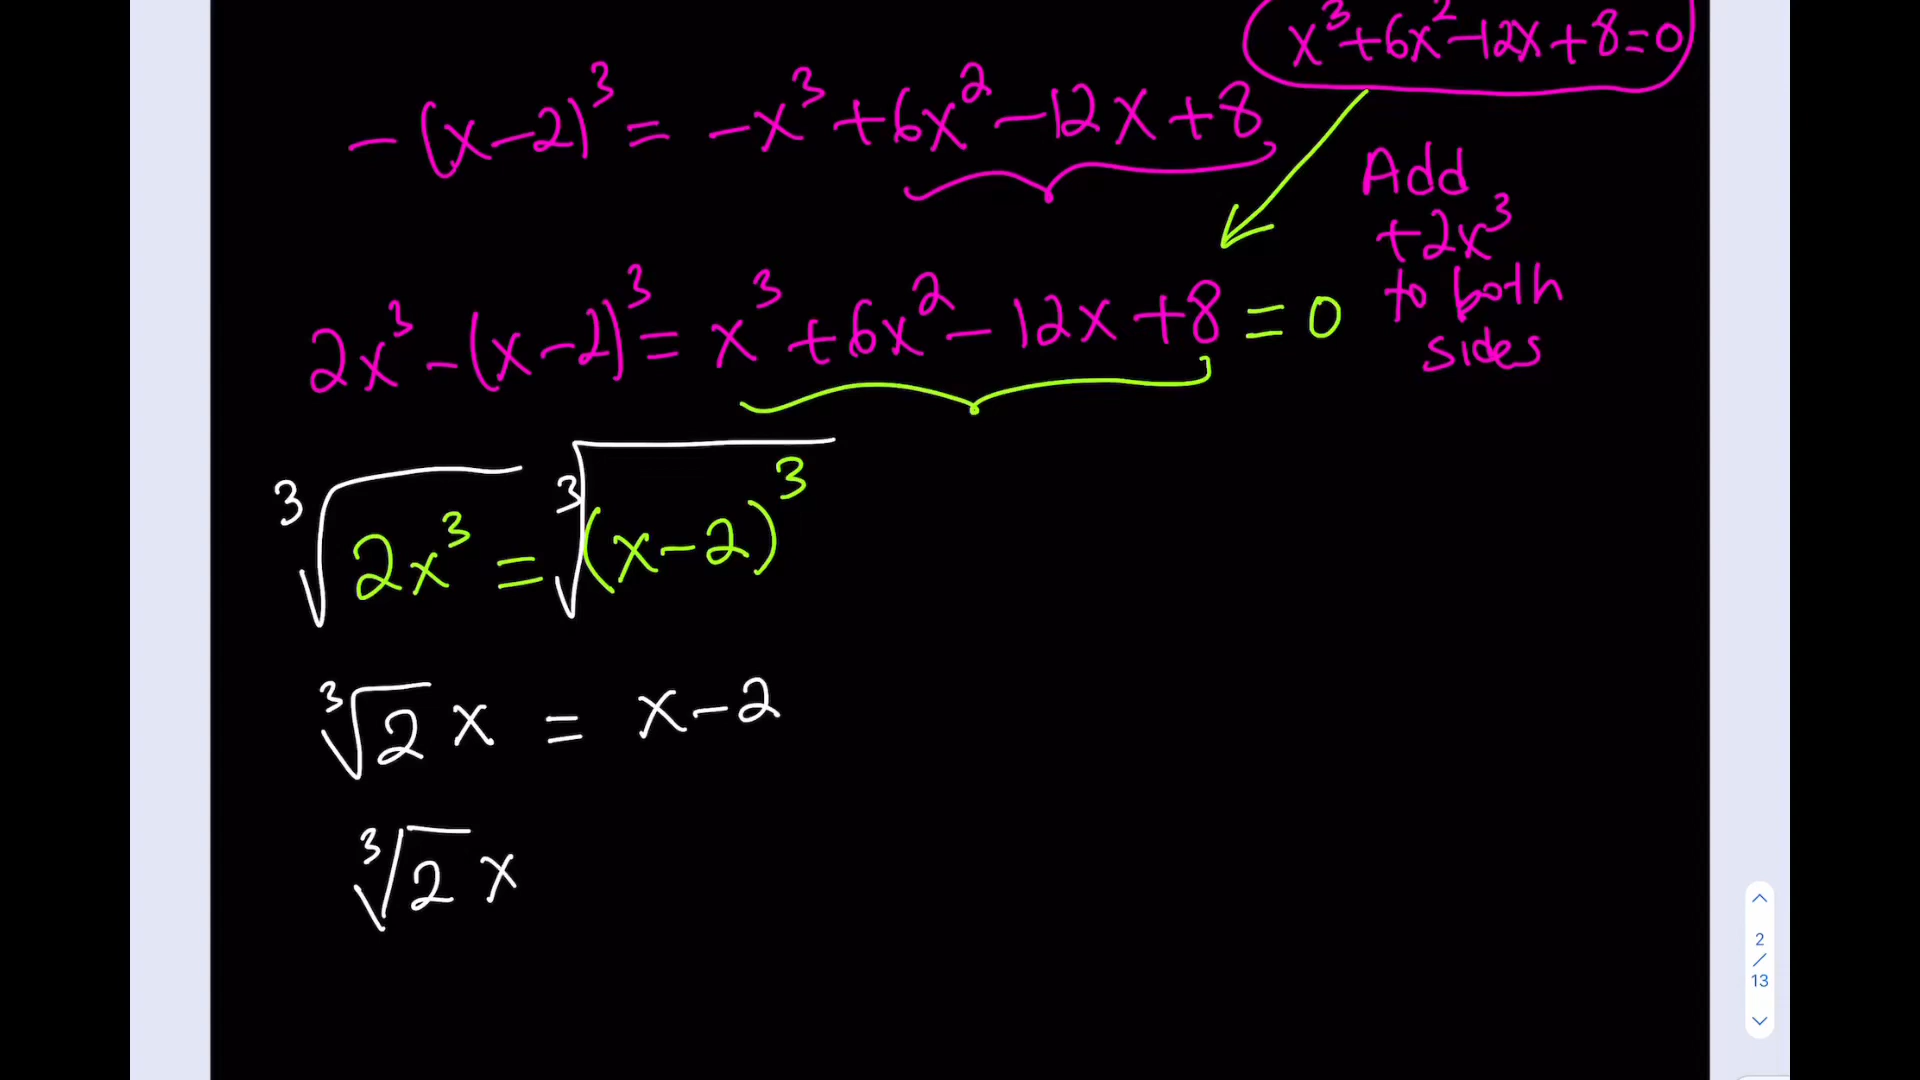 x³+6x²-12x+8=0
-(x-2)³ = -x³+6x²-12x+8
Add
+2x³
to both
sides
2x³-(x-2)³ = x³+6x²-12x+8 = 0
∛2x³ = ∛(x-2)³
∛2 x = x-2
∛2 x
2
/
13